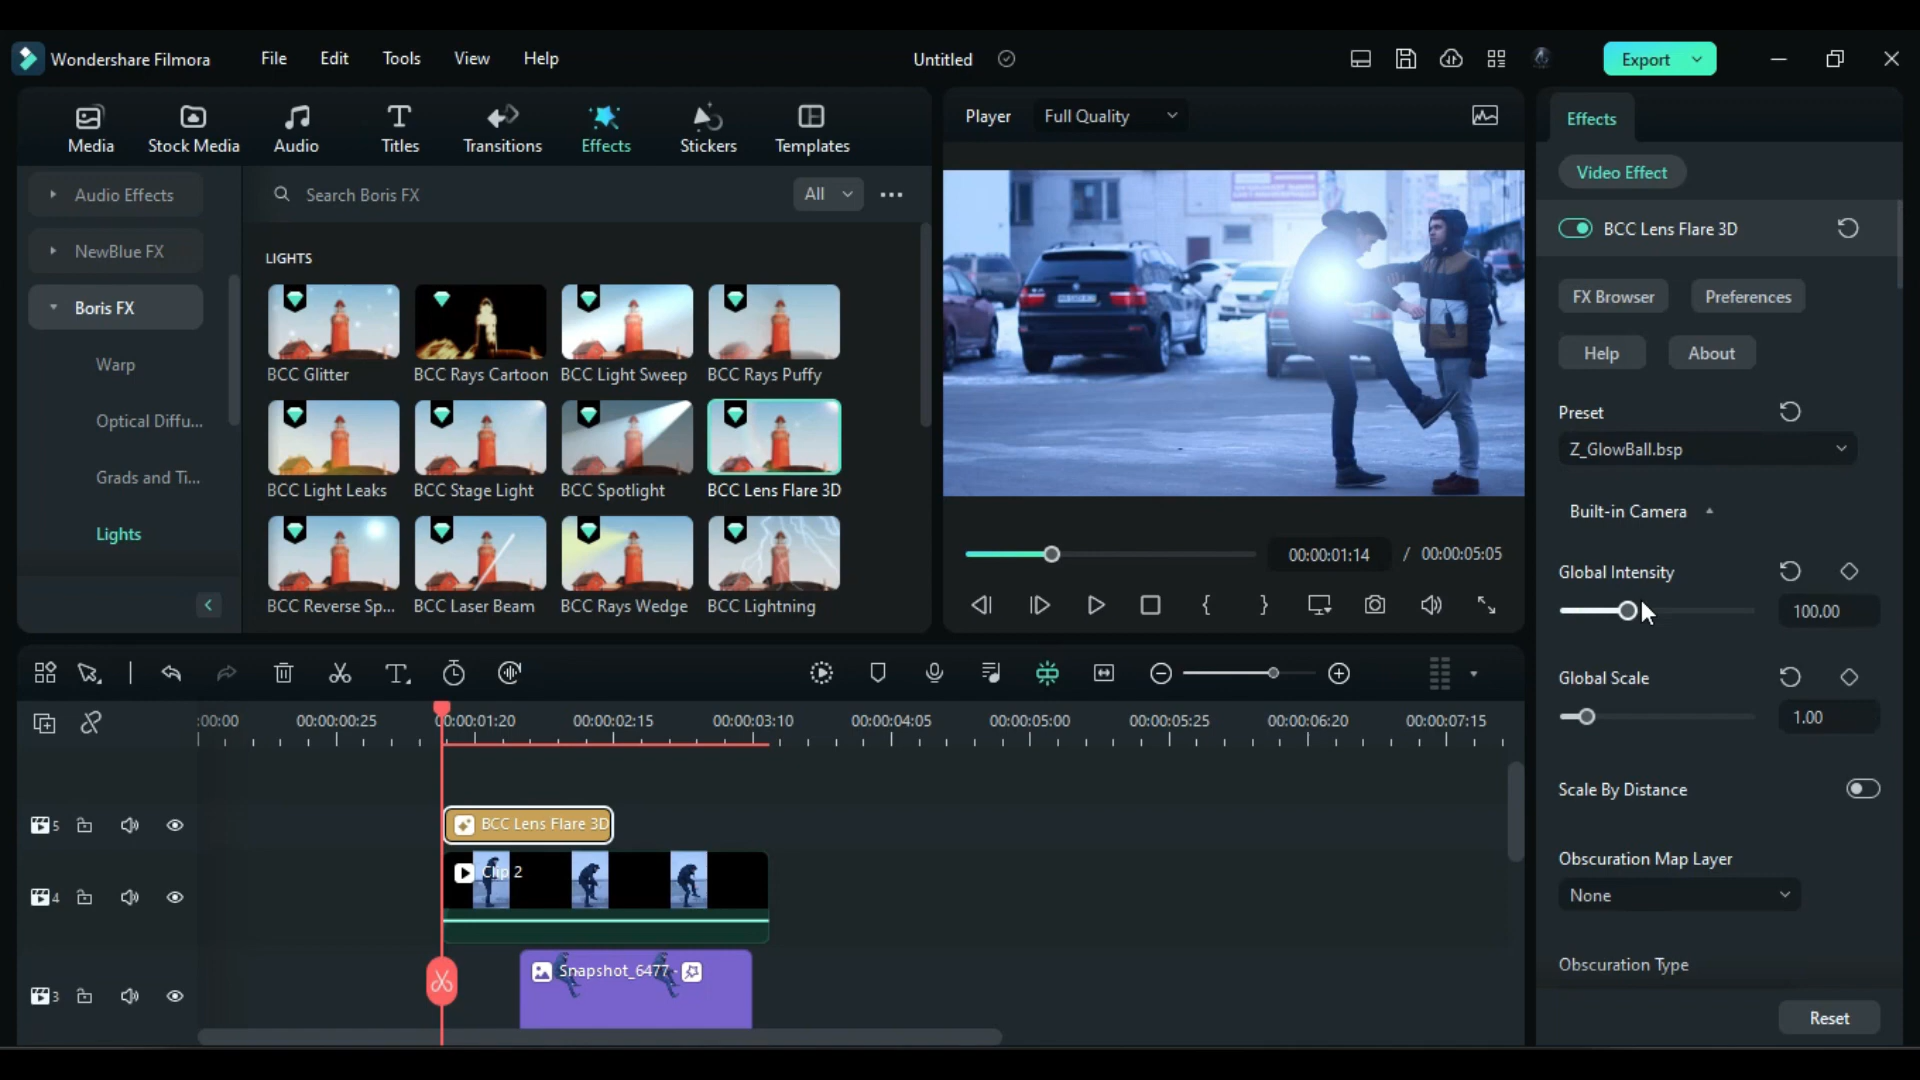 Wondershare Filmora
File
Edit
Tools
View
Help
Untitled
Export
Media
Stock Media
Audio
Titles
Transitions
Effects
Stickers
Templates
Audio Effects
NewBlue FX
Boris FX
Warp
Optical Diffu...
Grads and Ti...
Lights
Search Boris FX
All
LIGHTS
BCC Glitter
BCC Rays Cartoon
BCC Light Sweep
BCC Rays Puffy
BCC Light Leaks
BCC Stage Light
BCC Spotlight
BCC Lens Flare 3D
BCC Reverse Sp...
BCC Laser Beam
BCC Rays Wedge
BCC Lightning
Player
Full Quality
00:00:01:14
/
00:00:05:05
Effects
Video Effect
BCC Lens Flare 3D
FX Browser
Preferences
Help
About
Preset
Z_GlowBall.bsp
Built-in Camera
Global Intensity
100.00
Global Scale
1.00
Scale By Distance
Obscuration Map Layer
None
Obscuration Type
Reset
:00:00
00:00:00:25
00:00:01:20
00:00:02:15
00:00:03:10
00:00:04:05
00:00:05:00
00:00:05:25
00:00:06:20
00:00:07:15
5
BCC Lens Flare 3D
4
Clip 2
3
Snapshot_6477